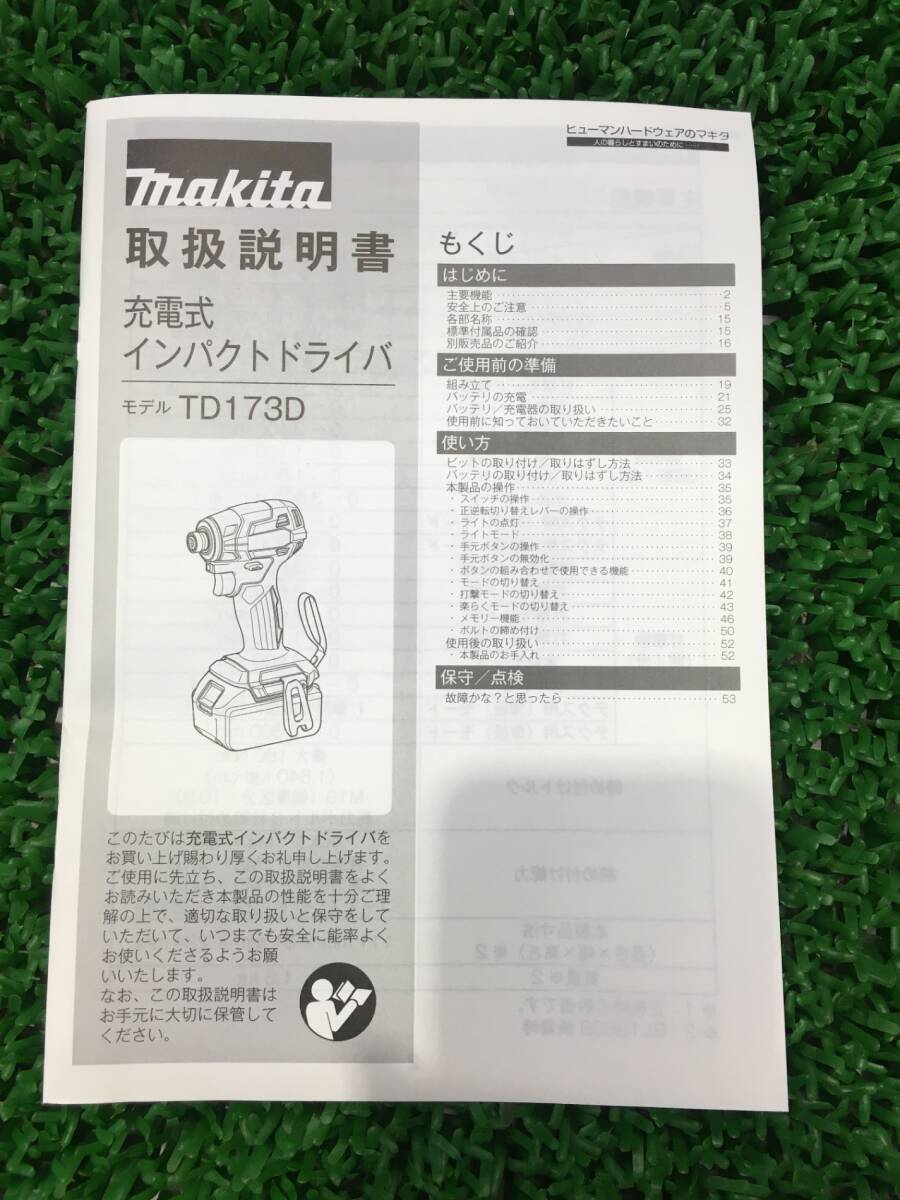 makita
取扱説明書
充電式
インパクトドライバ
モデル TD173D
このたびは充電式インパクトドライバを
お買い上げ賜わり厚くお礼申し上げます。
ご使用に先立ち、この取扱説明書をよく
お読みいただき本製品の性能を十分ご理
解の上で、適切な取り扱いと保守をして
いただいて、いつまでも安全に能率よく
お使いくださるようお願
いいたします。
なお、この取扱説明書は
お手元に大切に保管して
ください。
ヒューマンハードウェアのマキタ
人の暮らしとすまいのために……
もくじ
はじめに
主要機能 2
安全上のご注意 5
各部名称 15
標準付属品の確認 15
別販売品のご紹介 16
ご使用前の準備
組み立て 19
バッテリの充電 21
バッテリ／充電器の取り扱い 25
使用前に知っておいていただきたいこと 32
使い方
ビットの取り付け／取りはずし方法 33
バッテリの取り付け／取りはずし方法 34
本製品の操作 35
・スイッチの操作 35
・正逆転切り替えレバーの操作 36
・ライトの点灯 37
・ライトモード 38
・手元ボタンの操作 39
・手元ボタンの無効化 39
・ボタンの組み合わせで使用できる機能 40
・モードの切り替え 41
・打撃モードの切り替え 42
・楽らくモードの切り替え 43
・メモリー機能 46
・ボルトの締め付け 50
使用後の取り扱い 52
・本製品のお手入れ 52
保守／点検
故障かな？と思ったら 53